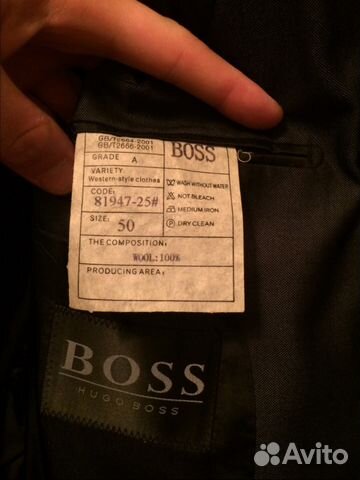 GB/T2664-2001
GB/T2666-2001
GRADE A
BOSS
VARIETY
Western-style clothes
CODE:
81947-25#
SIZE:
50
WASH WITHOUT WATER
NOT BLEACH
MEDIUM IRON
DRY CLEAN
THE COMPOSITION:
WOOL:100%
PRODUCING AREA:
BOSS
HUGO BOSS
Avito